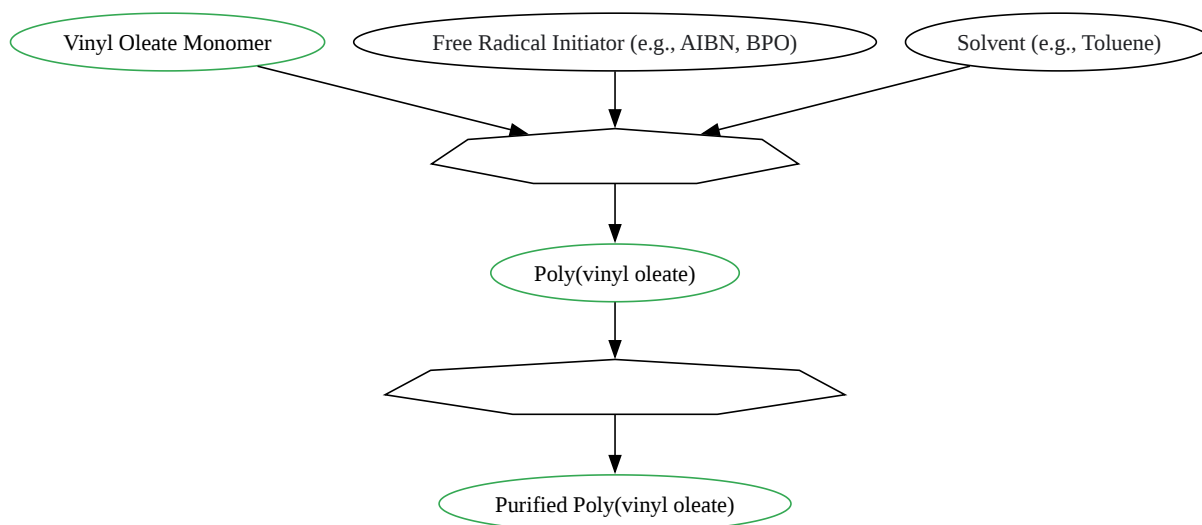 Vinyl Oleate Monomer
Free Radical Initiator (e.g., AIBN, BPO)
Solvent (e.g., Toluene)
Poly(vinyl oleate)
Purified Poly(vinyl oleate)